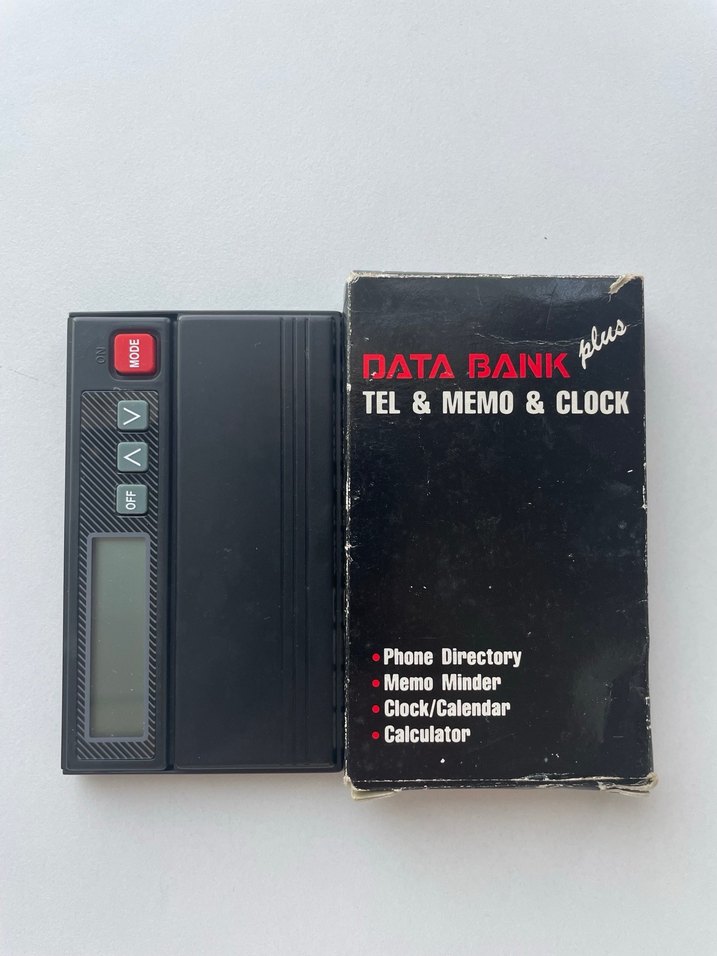 ON
MODE
OFF
DATA BANK plus
TEL & MEMO & CLOCK
• Phone Directory
• Memo Minder
• Clock/Calendar
• Calculator